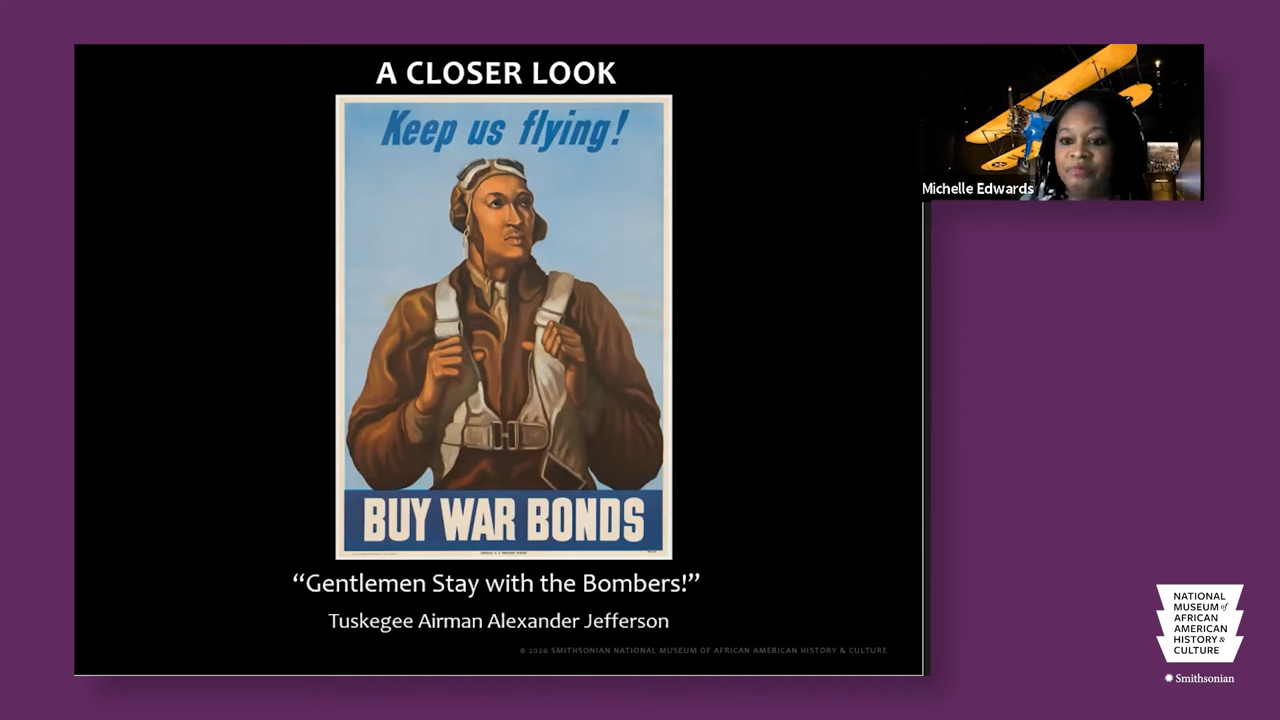 A CLOSER LOOK
Keep us flying!
BUY WAR BONDS
“Gentlemen Stay with the Bombers!”
Tuskegee Airman Alexander Jefferson
© 2020 SMITHSONIAN NATIONAL MUSEUM OF AFRICAN AMERICAN HISTORY & CULTURE
Michelle Edwards
NATIONAL
MUSEUM of
AFRICAN
AMERICAN
HISTORY &
CULTURE
Smithsonian